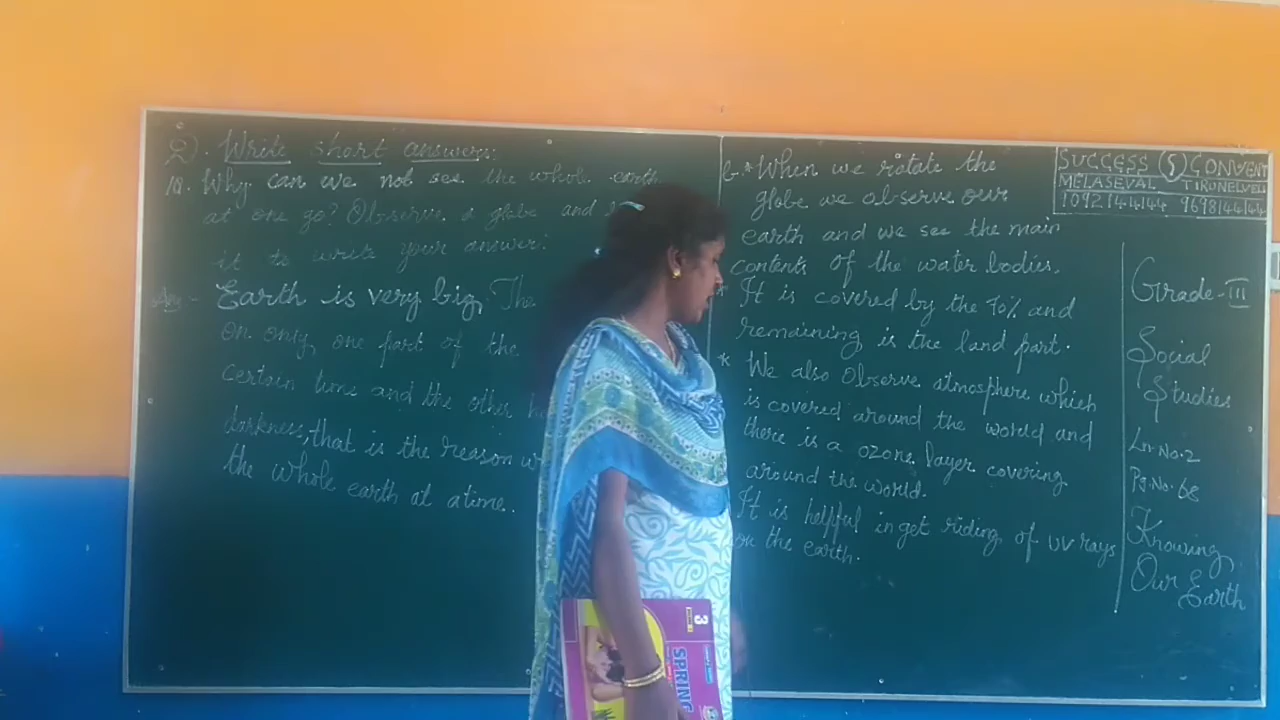 Write short answers:
Why can we not see the whole earth
at one go? Observe a globe and
it to write your answer.
Ans:- Earth is very big, The
on only one part of the
certain time and the other
darkness, that is the reason
the whole earth at a time.
b. * When we rotate the
globe we observe our
earth and we see the main
contents of the water bodies.
* It is covered by the 70% and
remaining is the land part.
* We also Observe atmosphere which
is covered around the world and
there is a ozone layer covering
around the world.
It is helpful in get riding of UV rays
on the earth.
SUCCESS S CONVENT
MELASEVAL TIRUNELVELI
7092144144 9698144144
Grade-III
Social
Studies
Ln.No.2
Pg.No.68
Knowing
Our Earth
3
SPRING